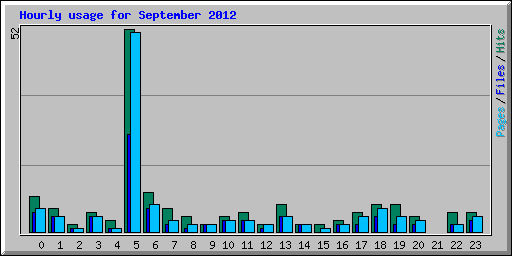 Hourly usage for September 2012
52
Pages/Files/Hits
0 1 2 3 4 5 6 7 8 9 10 11 12 13 14 15 16 17 18 19 20 21 22 23